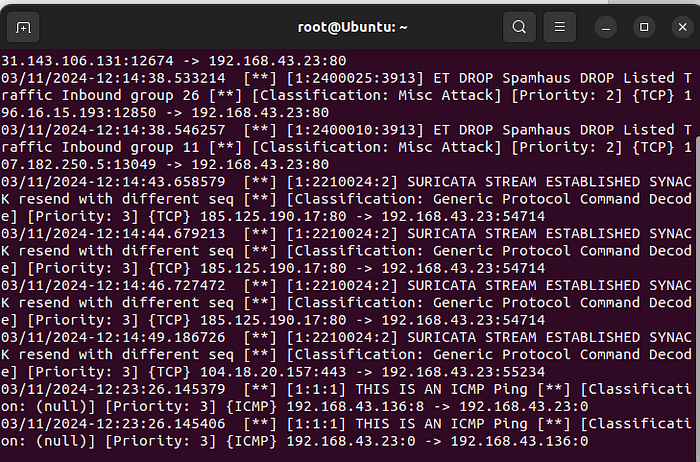 root@Ubuntu: ~
31.143.106.131:12674 -> 192.168.43.23:80
03/11/2024-12:14:38.533214  [**] [1:2400025:3913] ET DROP Spamhaus DROP Listed T
raffic Inbound group 26 [**] [Classification: Misc Attack] [Priority: 2] {TCP} 1
96.16.15.193:12850 -> 192.168.43.23:80
03/11/2024-12:14:38.546257  [**] [1:2400010:3913] ET DROP Spamhaus DROP Listed T
raffic Inbound group 11 [**] [Classification: Misc Attack] [Priority: 2] {TCP} 1
07.182.250.5:13049 -> 192.168.43.23:80
03/11/2024-12:14:43.658579  [**] [1:2210024:2] SURICATA STREAM ESTABLISHED SYNAC
K resend with different seq [**] [Classification: Generic Protocol Command Decod
e] [Priority: 3] {TCP} 185.125.190.17:80 -> 192.168.43.23:54714
03/11/2024-12:14:44.679213  [**] [1:2210024:2] SURICATA STREAM ESTABLISHED SYNAC
K resend with different seq [**] [Classification: Generic Protocol Command Decod
e] [Priority: 3] {TCP} 185.125.190.17:80 -> 192.168.43.23:54714
03/11/2024-12:14:46.727472  [**] [1:2210024:2] SURICATA STREAM ESTABLISHED SYNAC
K resend with different seq [**] [Classification: Generic Protocol Command Decod
e] [Priority: 3] {TCP} 185.125.190.17:80 -> 192.168.43.23:54714
03/11/2024-12:14:49.186726  [**] [1:2210024:2] SURICATA STREAM ESTABLISHED SYNAC
K resend with different seq [**] [Classification: Generic Protocol Command Decod
e] [Priority: 3] {TCP} 104.18.20.157:443 -> 192.168.43.23:55234
03/11/2024-12:23:26.145379  [**] [1:1:1] THIS IS AN ICMP Ping [**] [Classificati
on: (null)] [Priority: 3] {ICMP} 192.168.43.136:8 -> 192.168.43.23:0
03/11/2024-12:23:26.145406  [**] [1:1:1] THIS IS AN ICMP Ping [**] [Classificati
on: (null)] [Priority: 3] {ICMP} 192.168.43.23:0 -> 192.168.43.136:0